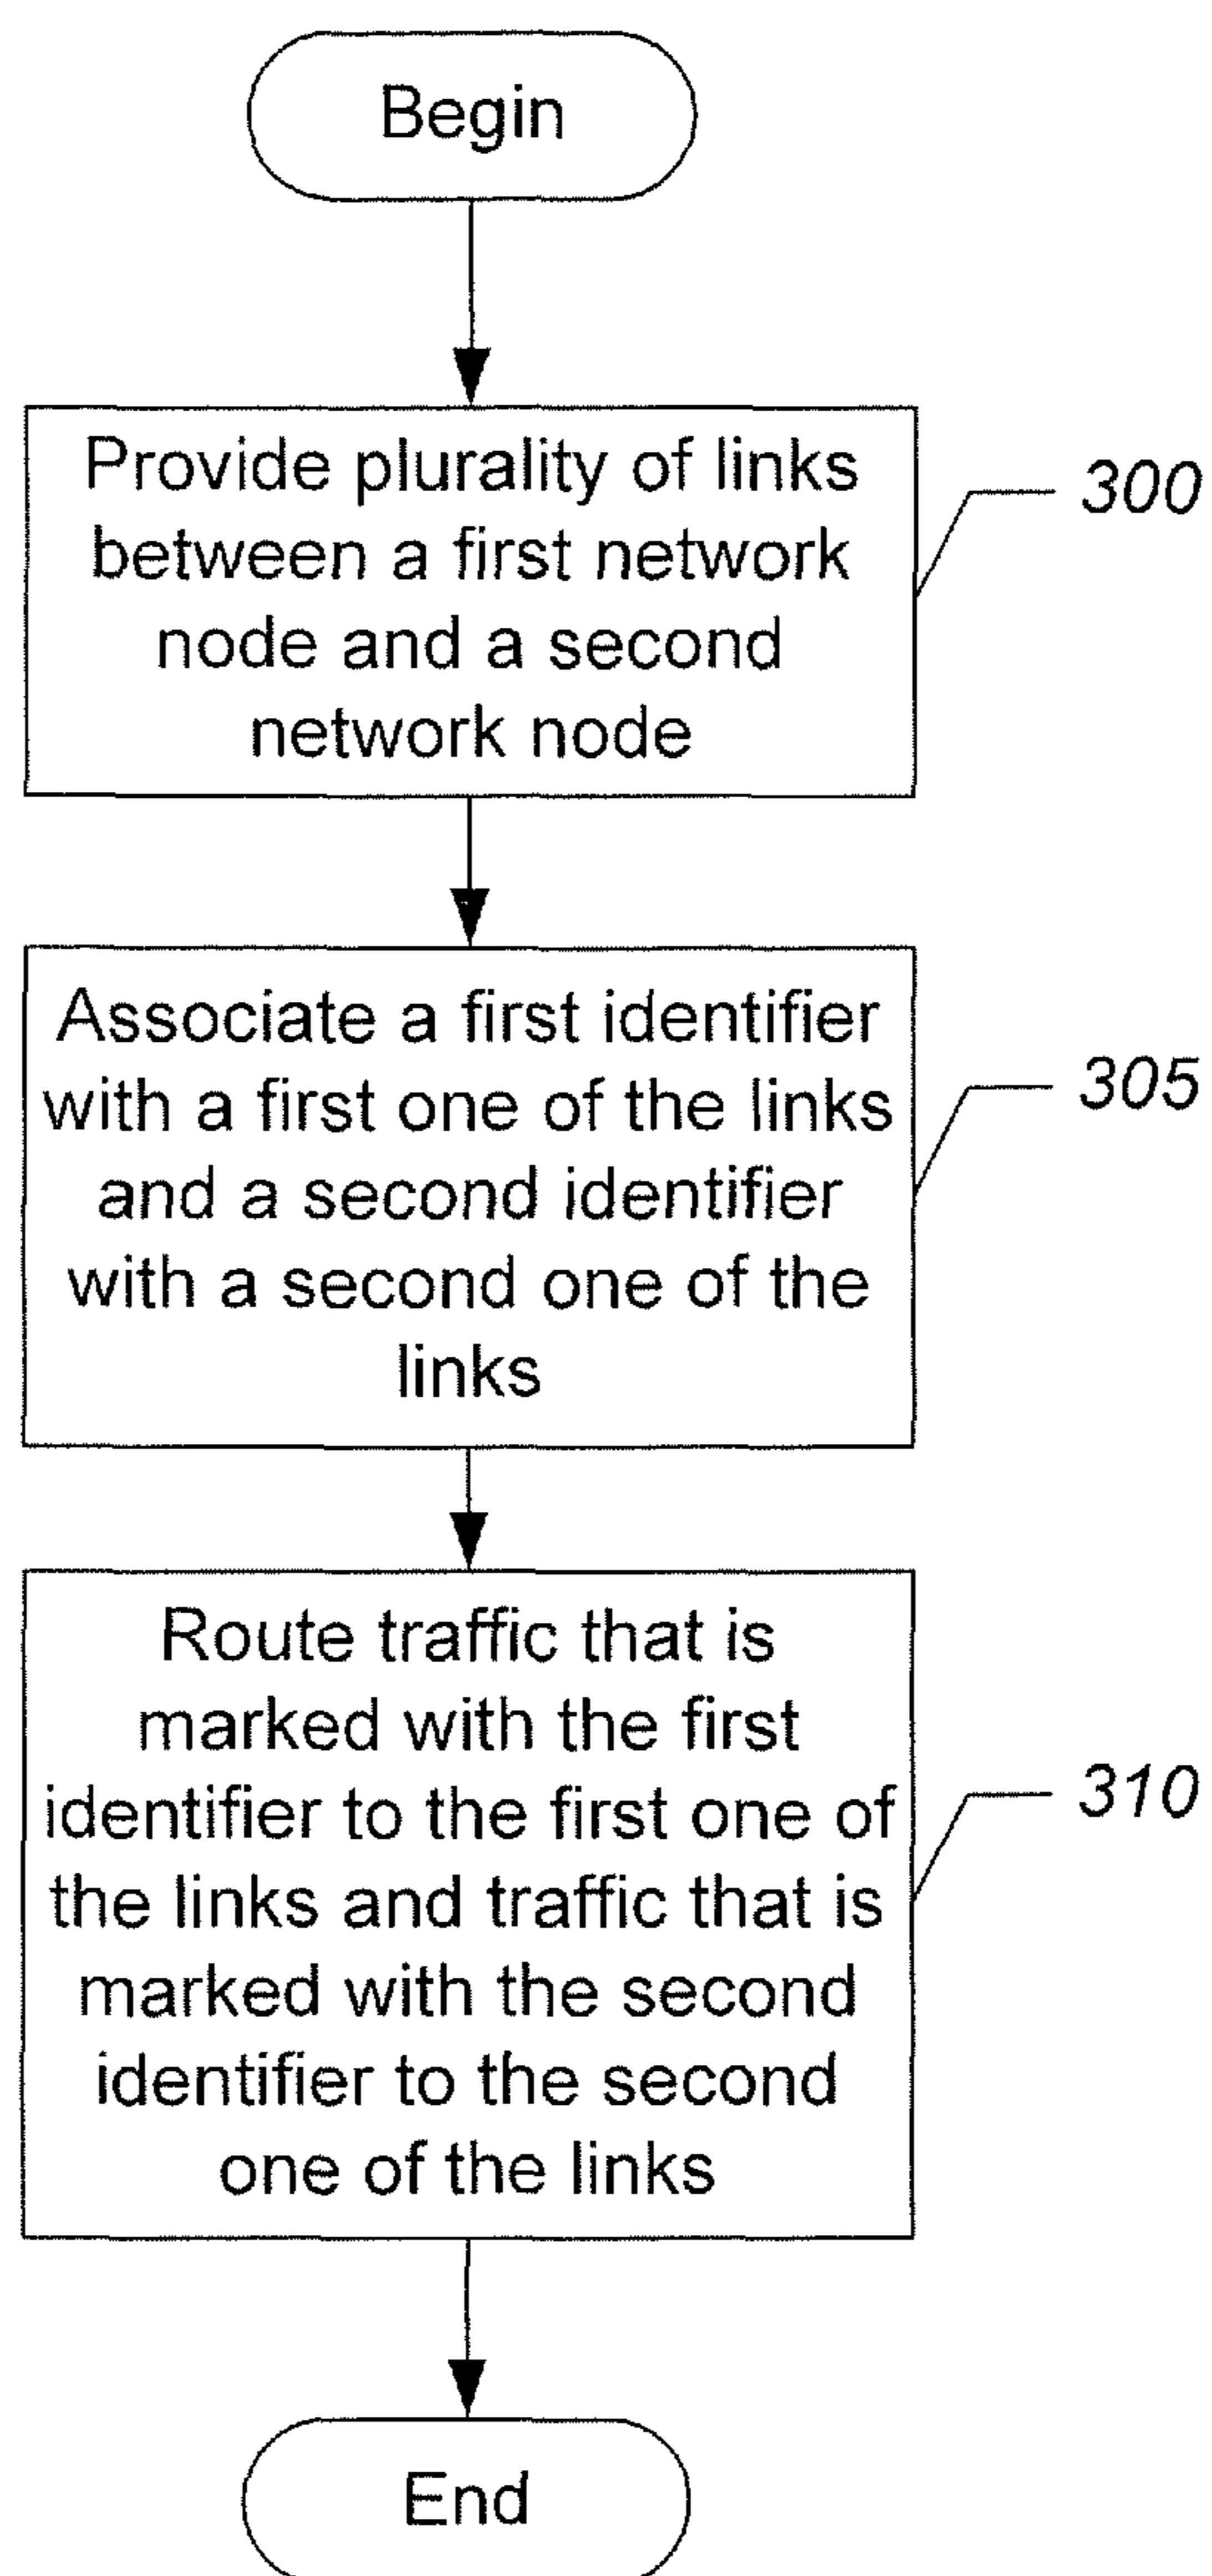 Begin
Provide plurality of links
between a first network
node and a second
network node
300
Associate a first identifier
with a first one of the links
and a second identifier
with a second one of the
links
305
Route traffic that is
marked with the first
identifier to the first one of
the links and traffic that is
marked with the second
identifier to the second
one of the links
310
End